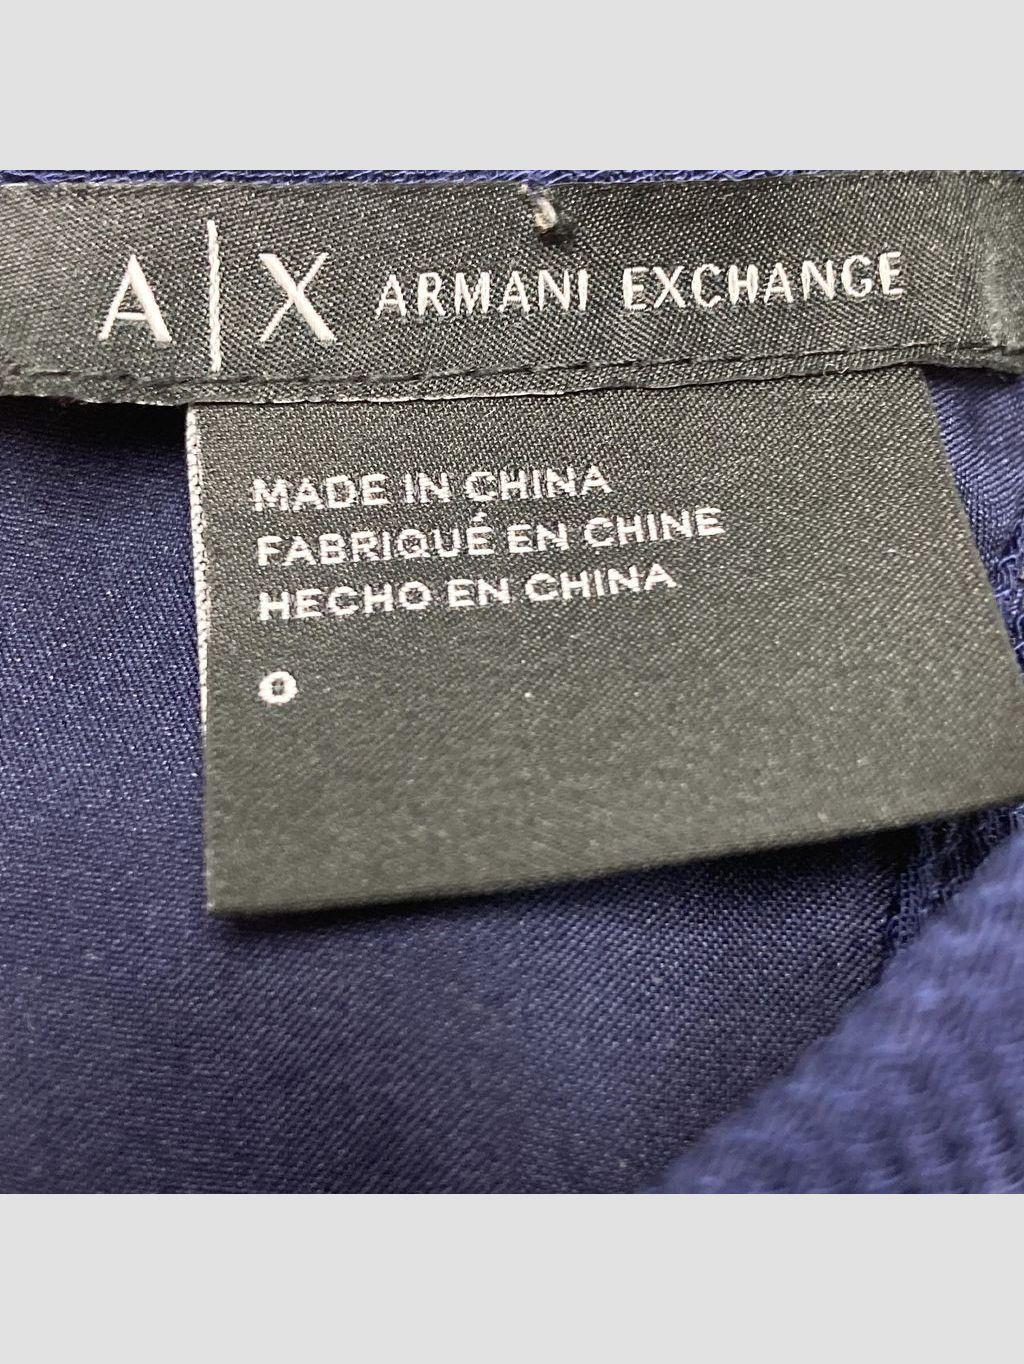 A|X ARMANI EXCHANGE
MADE IN CHINA
FABRIQUÉ EN CHINE
HECHO EN CHINA
0